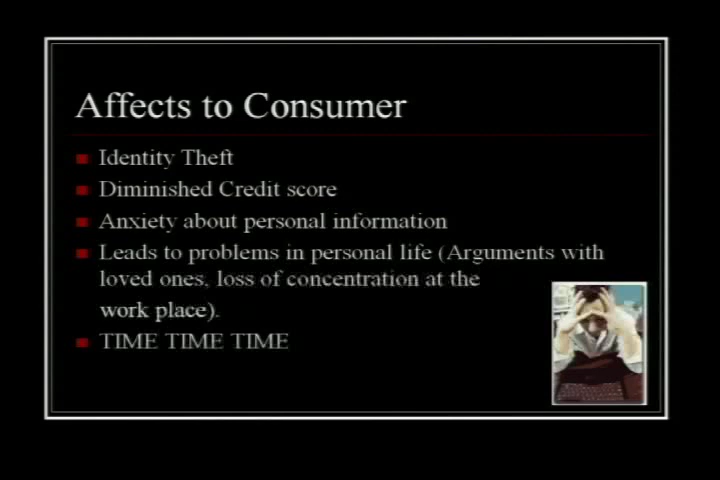 Affects to Consumer
Identity Theft
Diminished Credit score
Anxiety about personal information
Leads to problems in personal life (Arguments with
loved ones, loss of concentration at the
work place).
TIME TIME TIME